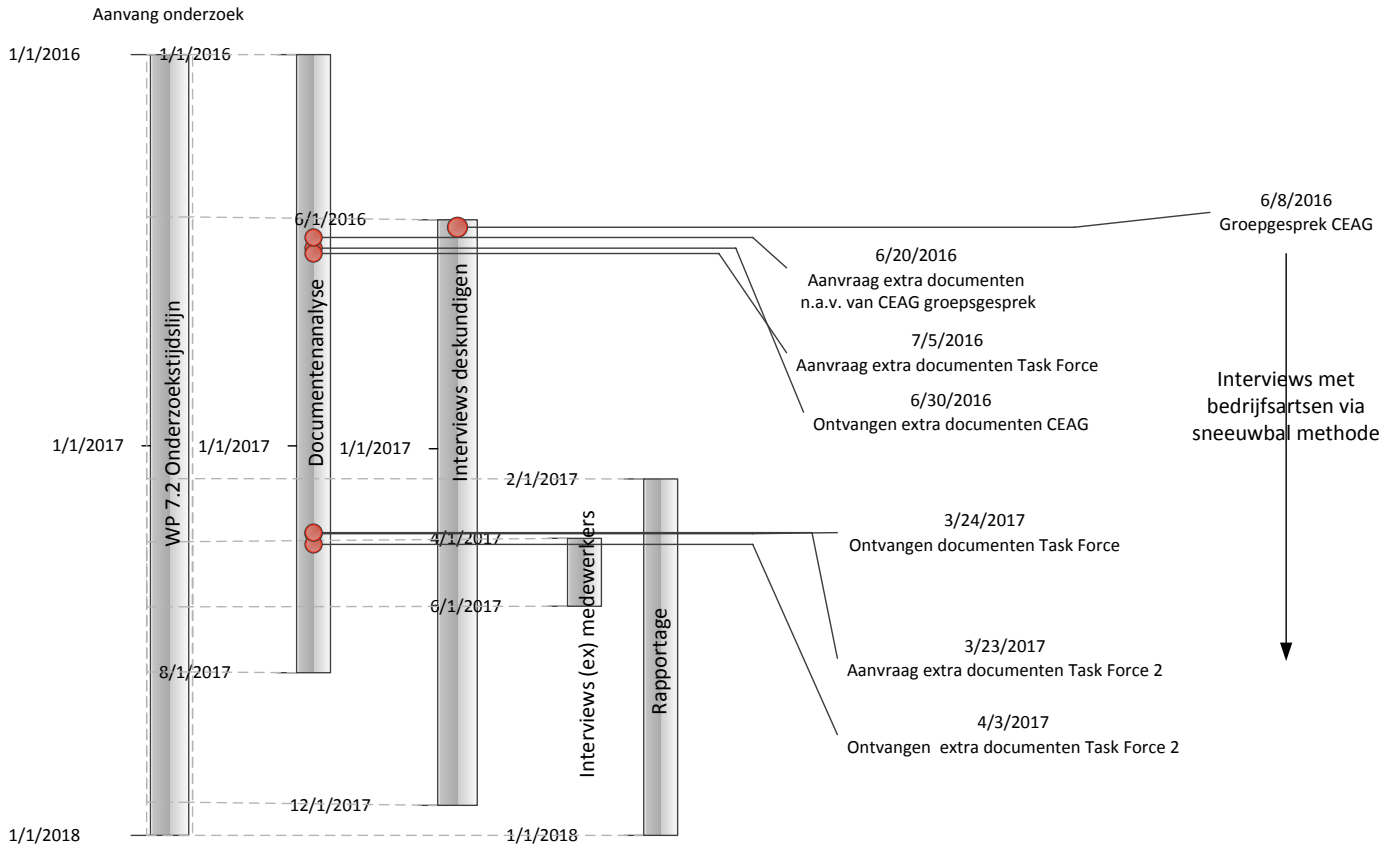 Aanvang onderzoek
1/1/2016
1/1/2016
6/8/2016
Groepgesprek CEAG
6/1/2016
6/20/2016
Aanvraag extra documenten
n.a.v. van CEAG groepsgesprek
7/5/2016
Aanvraag extra documenten Task Force
6/30/2016
Ontvangen extra documenten CEAG
Interviews met
bedrijfsartsen via
sneeuwbal methode
WP 7.2 Onderzoekstijdslijn
Documentenanalyse
Interviews deskundigen
Interviews (ex) medewerkers
Rapportage
1/1/2017
1/1/2017
1/1/2017
2/1/2017
3/24/2017
Ontvangen documenten Task Force
4/1/2017
6/1/2017
3/23/2017
Aanvraag extra documenten Task Force 2
8/1/2017
4/3/2017
Ontvangen  extra documenten Task Force 2
12/1/2017
1/1/2018
1/1/2018